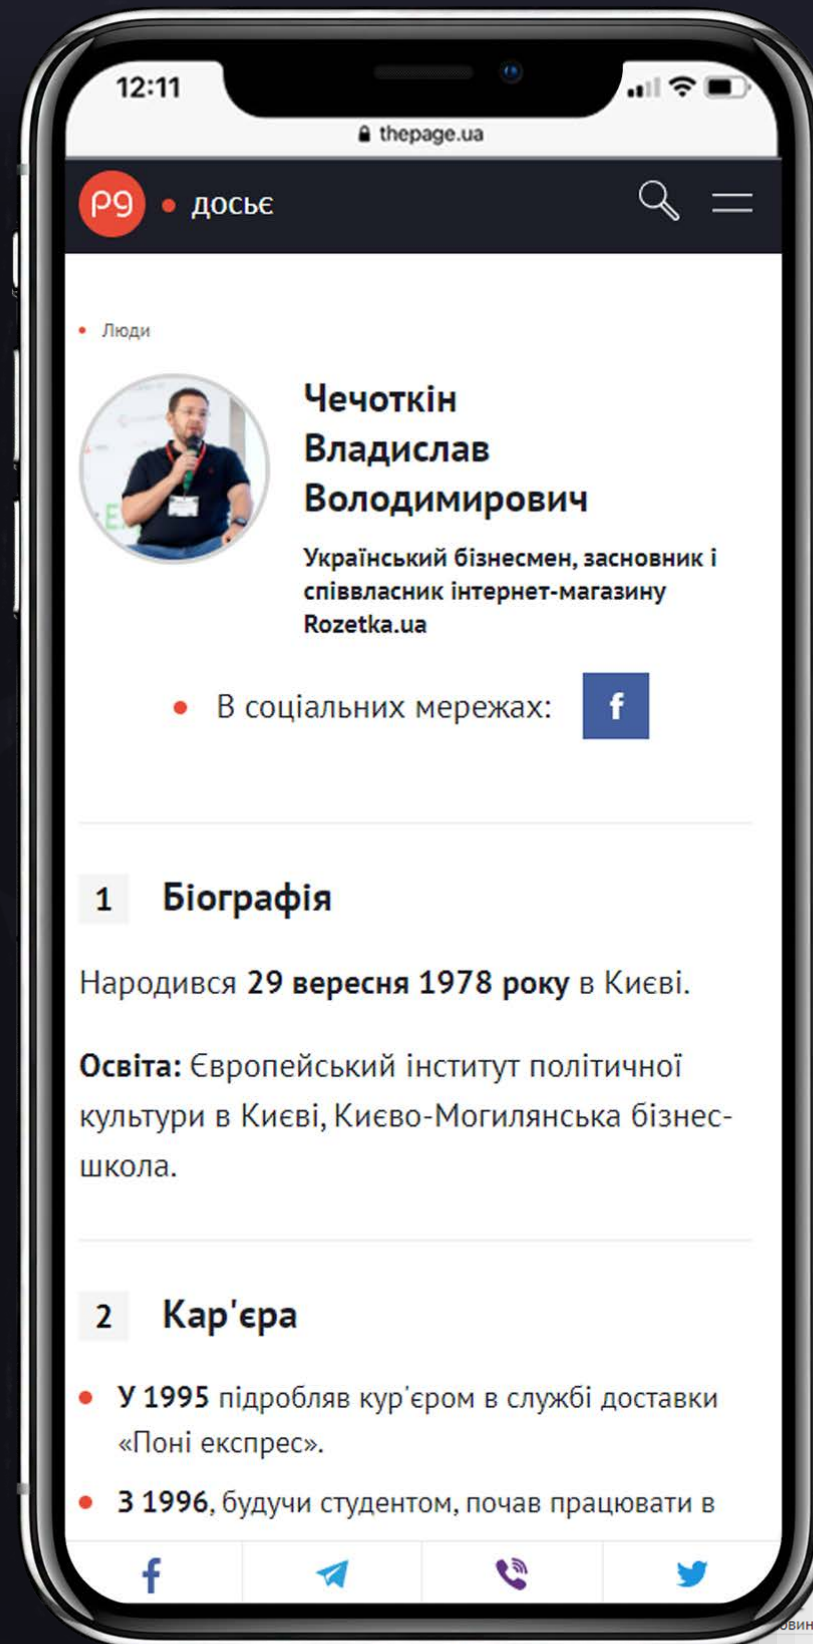 12:11
thepage.ua
pg • досьє
• Люди
Чечоткін
Владислав
Володимирович
Український бізнесмен, засновник і
співвласник інтернет-магазину
Rozetka.ua
• В соціальних мережах:
1 Біографія
Народився 29 вересня 1978 року в Києві.
Освіта: Європейський інститут політичної
культури в Києві, Києво-Могилянська бізнес-
школа.
2 Кар'єра
• У 1995 підробляв кур'єром в службі доставки
«Поні експрес».
• З 1996, будучи студентом, почав працювати в